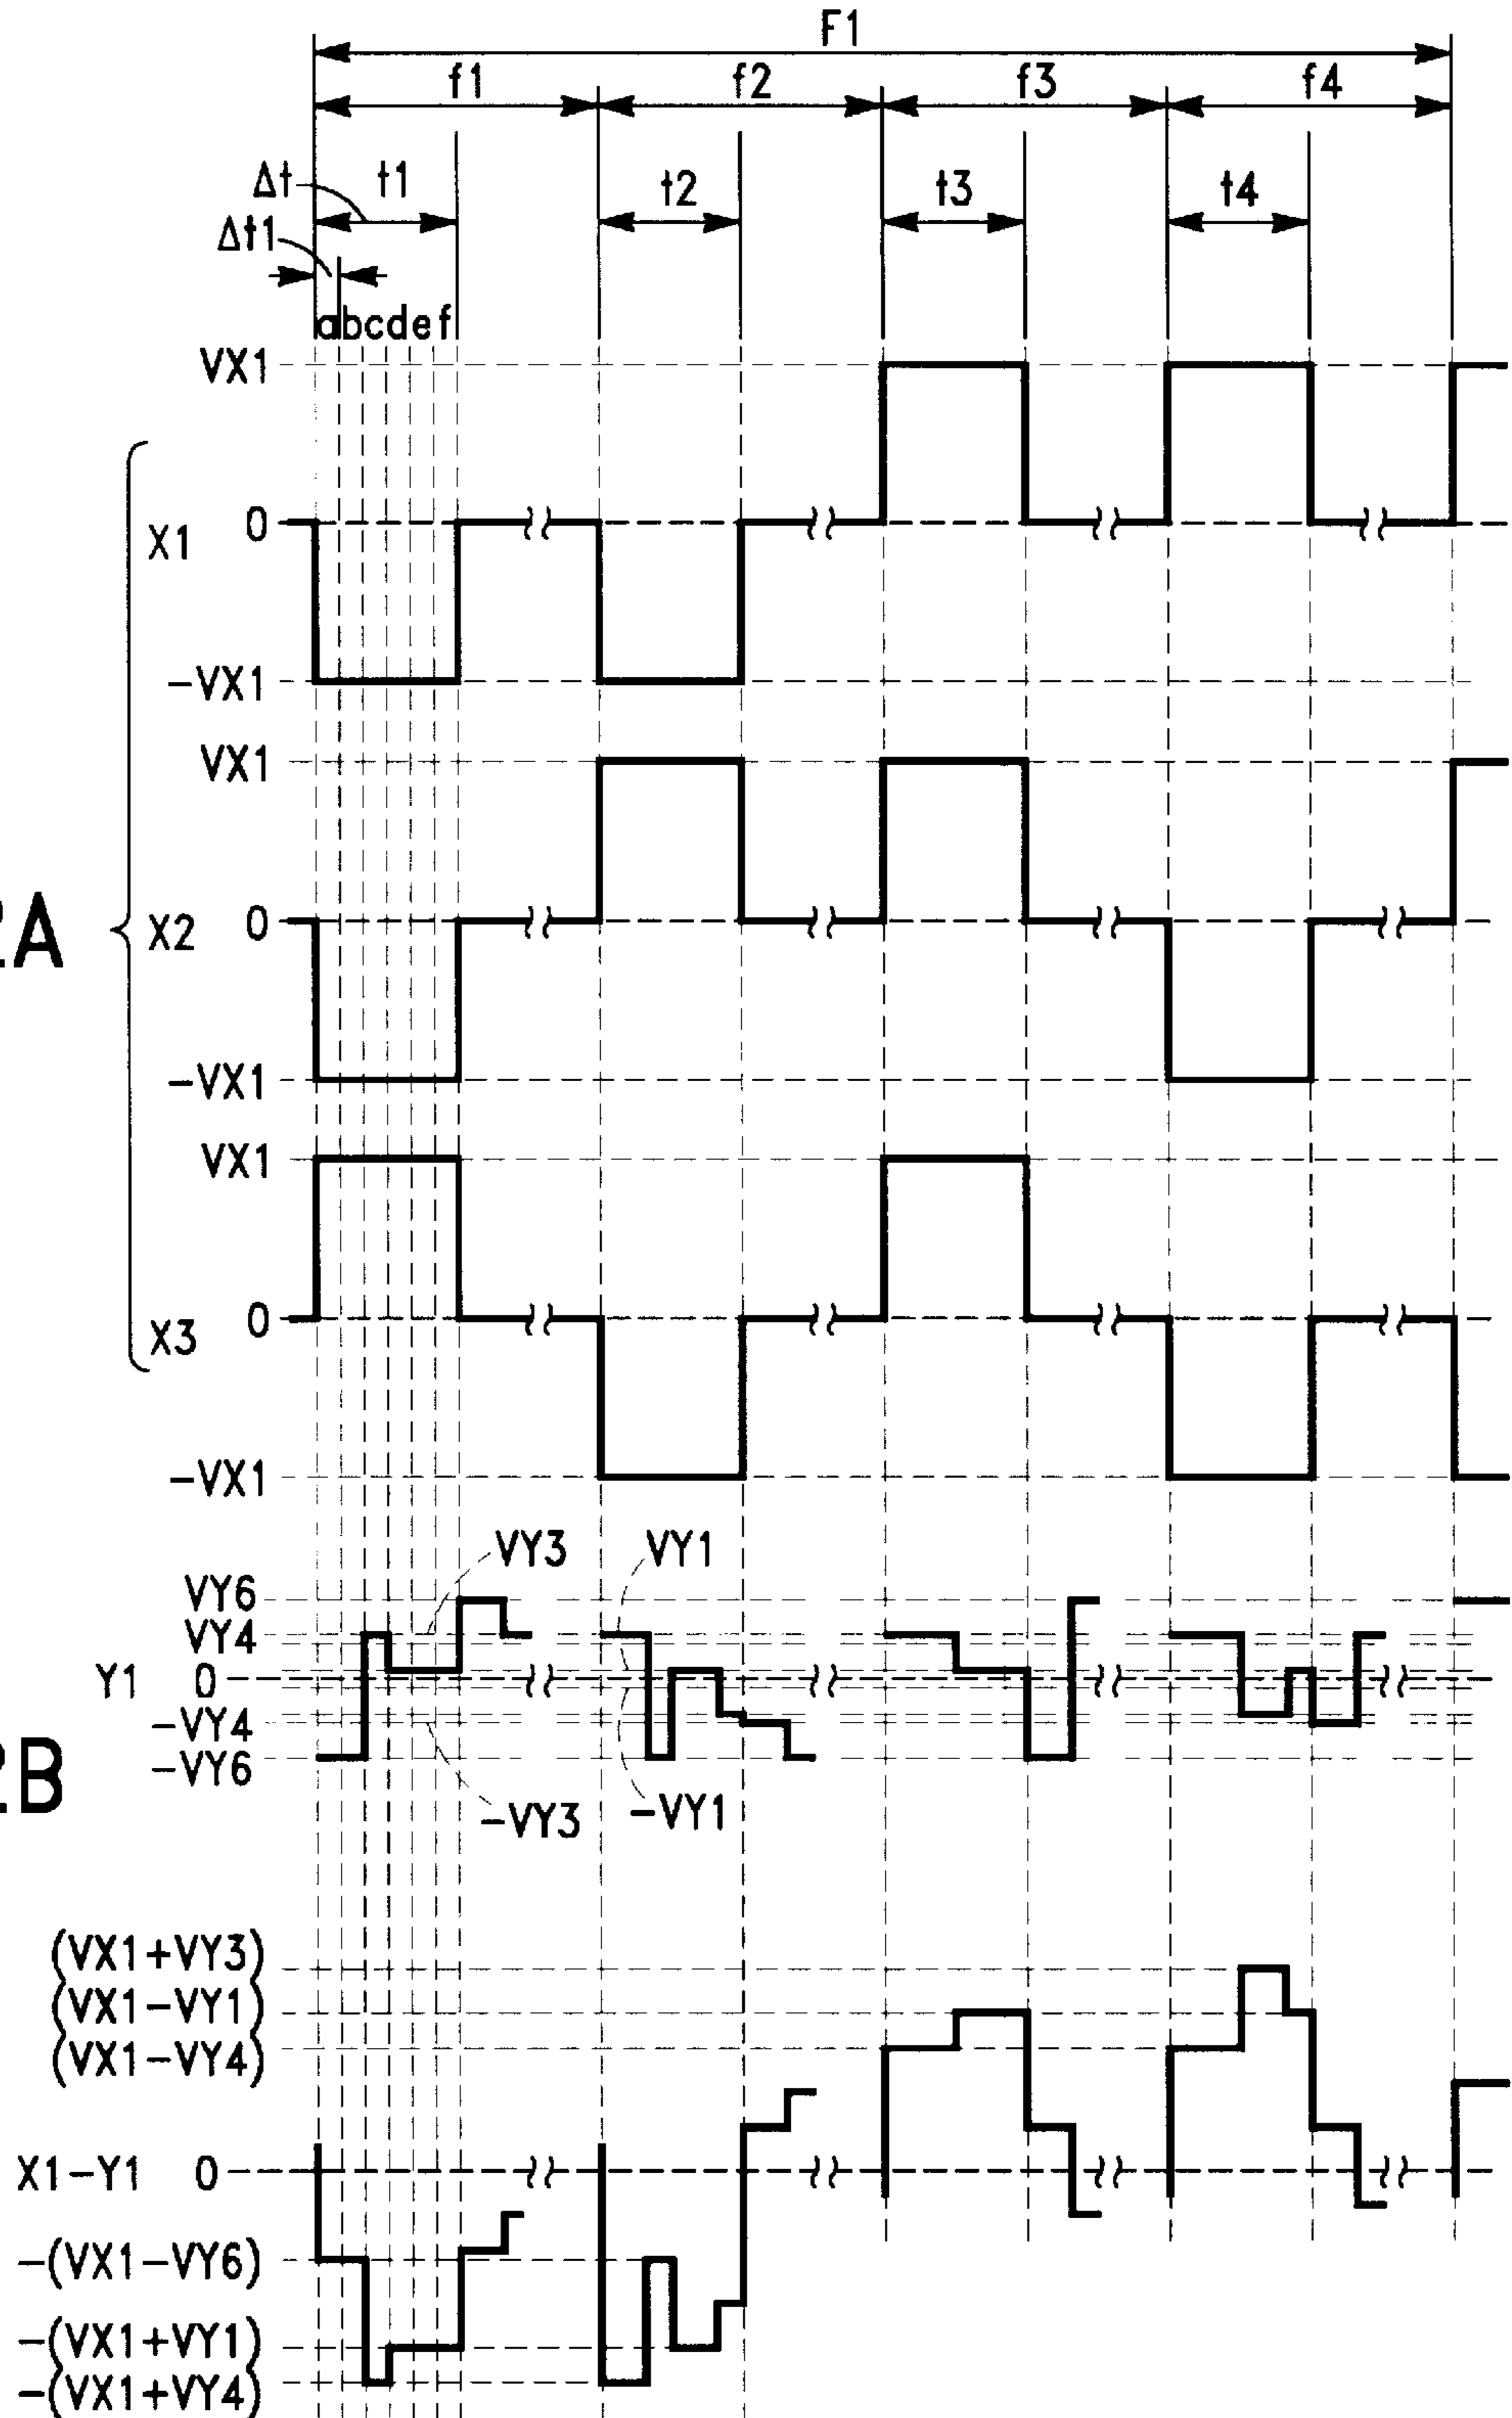 F1
f1 f2 f3 f4
Δt t1 t2 t3 t4
Δt1
abcdef
VX1
X1 0
-VX1
VX1
2A X2 0
-VX1
VX1
X3 0
-VX1
VY3 VY1
VY6
VY4
Y1 0
-VY4
-VY6
2B
-VY3 -VY1
(VX1+VY3)
(VX1-VY1)
(VX1-VY4)
X1-Y1 0
-(VX1-VY6)
-(VX1+VY1)
-(VX1+VY4)